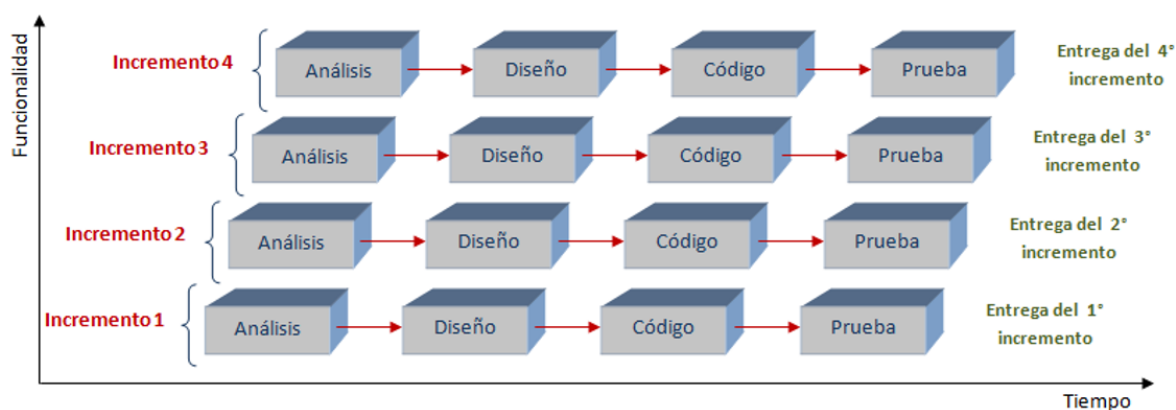 Funcionalidad
Incremento 4
Análisis
Diseño
Código
Prueba
Entrega del 4°
incremento
Incremento 3
Análisis
Diseño
Código
Prueba
Entrega del 3°
incremento
Incremento 2
Análisis
Diseño
Código
Prueba
Entrega del 2°
incremento
Incremento 1
Análisis
Diseño
Código
Prueba
Entrega del 1°
incremento
Tiempo